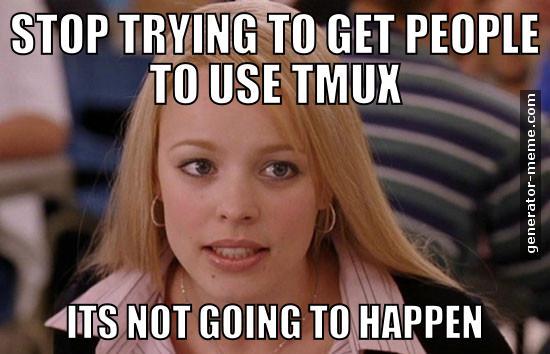 STOP TRYING TO GET PEOPLE
TO USE TMUX
generator-meme.com
ITS NOT GOING TO HAPPEN